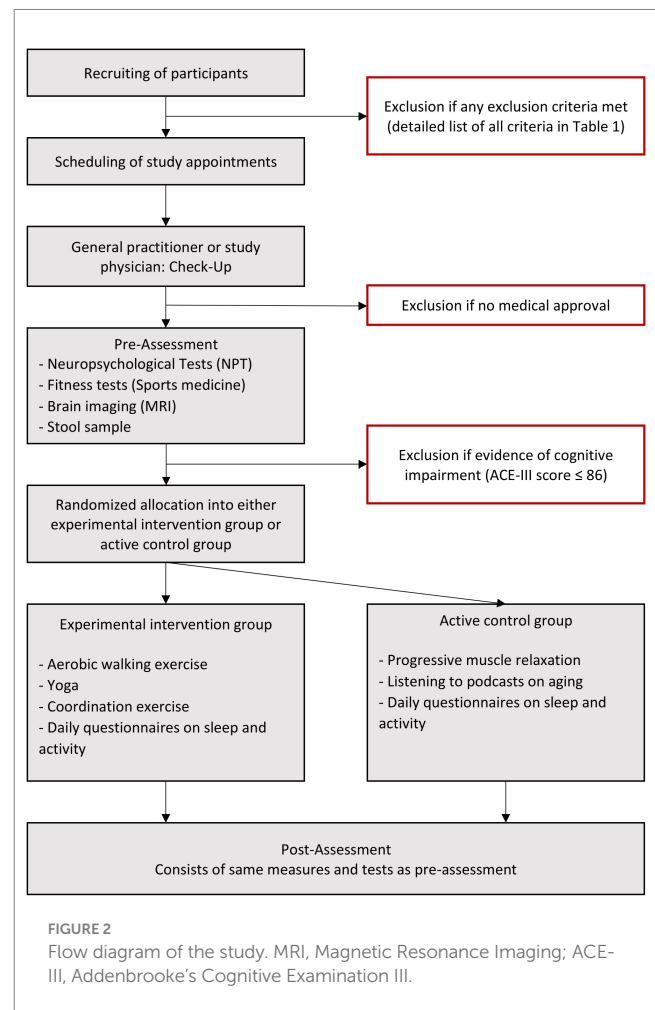 Recruiting of participants
Exclusion if any exclusion criteria met
(detailed list of all criteria in Table 1)
Scheduling of study appointments
General practitioner or study
physician: Check-Up
Exclusion if no medical approval
Pre-Assessment
- Neuropsychological Tests (NPT)
- Fitness tests (Sports medicine)
- Brain imaging (MRI)
- Stool sample
Exclusion if evidence of cognitive
impairment (ACE-III score ≤ 86)
Randomized allocation into either
experimental intervention group or
active control group
Experimental intervention group
- Aerobic walking exercise
- Yoga
- Coordination exercise
- Daily questionnaires on sleep and
activity
Active control group
- Progressive muscle relaxation
- Listening to podcasts on aging
- Daily questionnaires on sleep and
activity
Post-Assessment
Consists of same measures and tests as pre-assessment
FIGURE 2
Flow diagram of the study. MRI, Magnetic Resonance Imaging; ACE-
III, Addenbrooke's Cognitive Examination III.